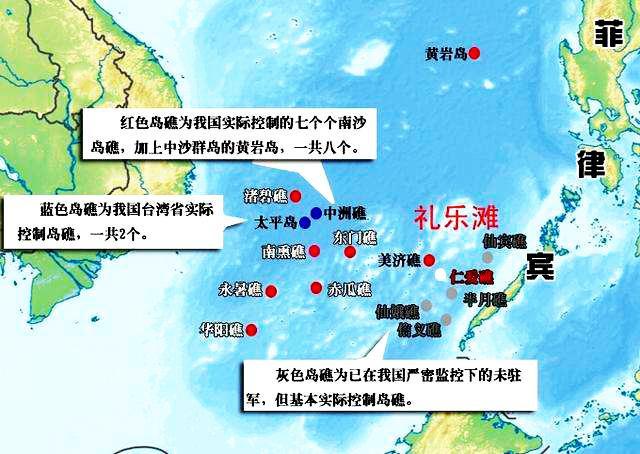 菲
黄岩岛
红色岛礁为我国实际控制的七个个南沙
岛礁，加上中沙群岛的黄岩岛，一共八个。
律
渚碧礁
蓝色岛礁为我国台湾省实际
控制岛礁，一共2个。
中洲礁
太平岛
礼乐滩
南熏礁
东门礁
仙宾礁
美济礁
宾
仁爱礁
永暑礁
赤瓜礁
半月礁
仙娥礁
信义礁
华阳礁
灰色岛礁为已在我国严密监控下的未驻
军，但基本实际控制岛礁。